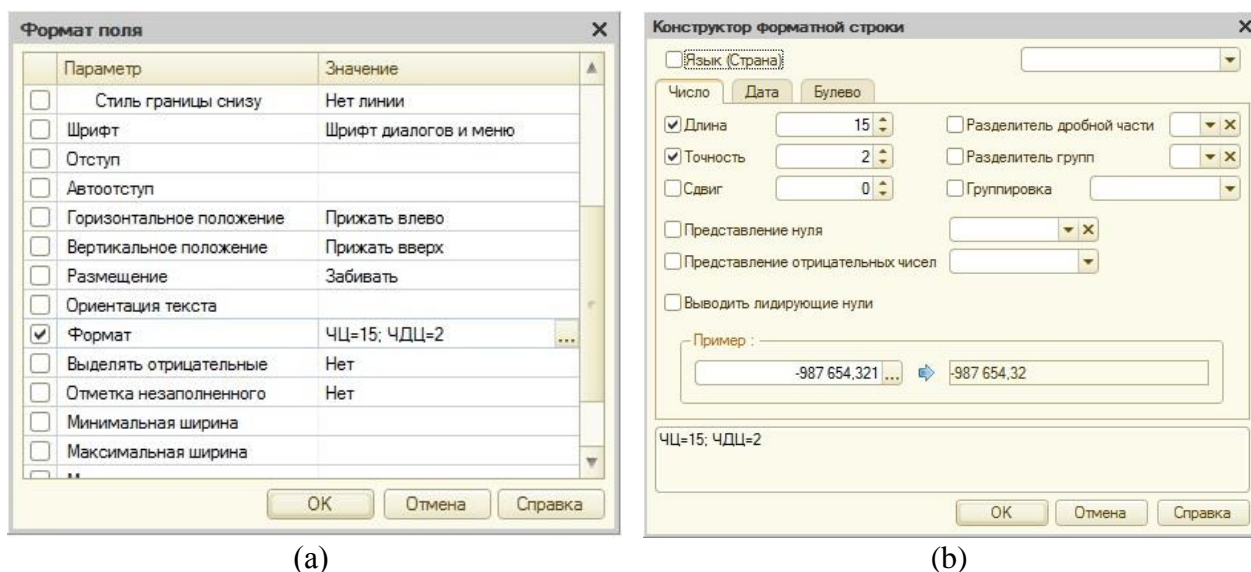 Формат поля
Параметр Значение
Стиль границы снизу Нет линии
Шрифт Шрифт диалогов и меню
Отступ
Автоотступ
Горизонтальное положение Прижать влево
Вертикальное положение Прижать вверх
Размещение Забивать
Ориентация текста
Формат ЧЦ=15; ЧДЦ=2 ...
Выделять отрицательные Нет
Отметка незаполненного Нет
Минимальная ширина
Максимальная ширина
OK Отмена Справка
(a)
Конструктор форматной строки
Язык (Страна)
Число Дата Булево
Длина 15 Разделитель дробной части
Точность 2 Разделитель групп
Сдвиг 0 Группировка
Представление нуля
Представление отрицательных чисел
Выводить лидирующие нули
Пример :
-987 654,321 ... -987 654,32
ЧЦ=15; ЧДЦ=2
OK Отмена Справка
(b)